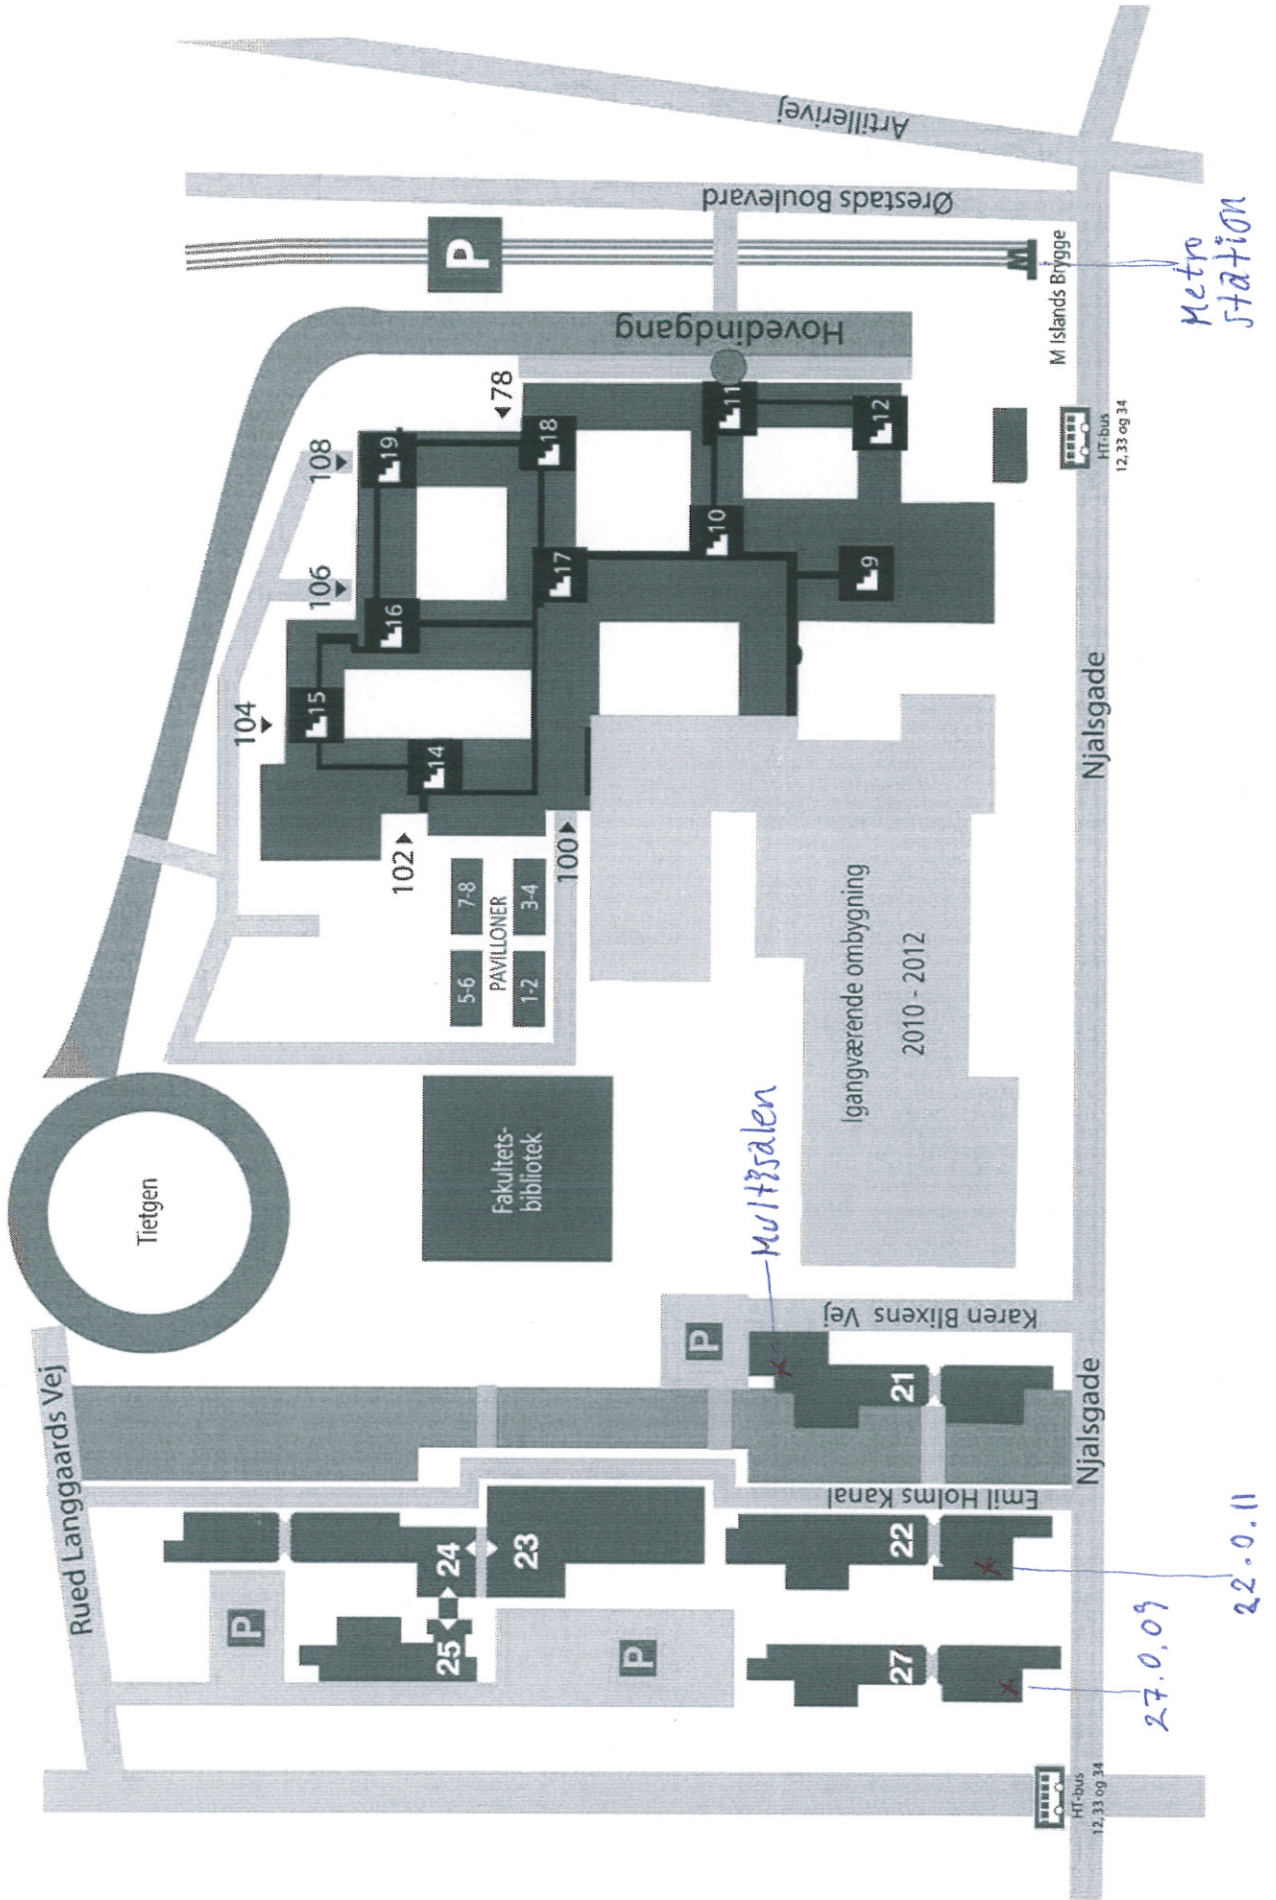 Rued Langgaards Vej
Tietgen
P
25
24
23
P
27
22
Emil Holms Kanal
21
P
Karen Blixens Vej
Multisalen
Fakultets-
bibliotek
5-6
7-8
PAVILLONER
1-2
3-4
102
100
104
106
108
78
14
15
16
19
17
18
10
11
9
12
Igangværende ombygning
2010 - 2012
Hovedindgang
P
Ørestads Boulevard
Artillerivej
M
M Islands Brygge
Metro
station
HT-bus
12, 33 og 34
Njalsgade
Njalsgade
HT-bus
12, 33 og 34
27.0.09
22.0.11